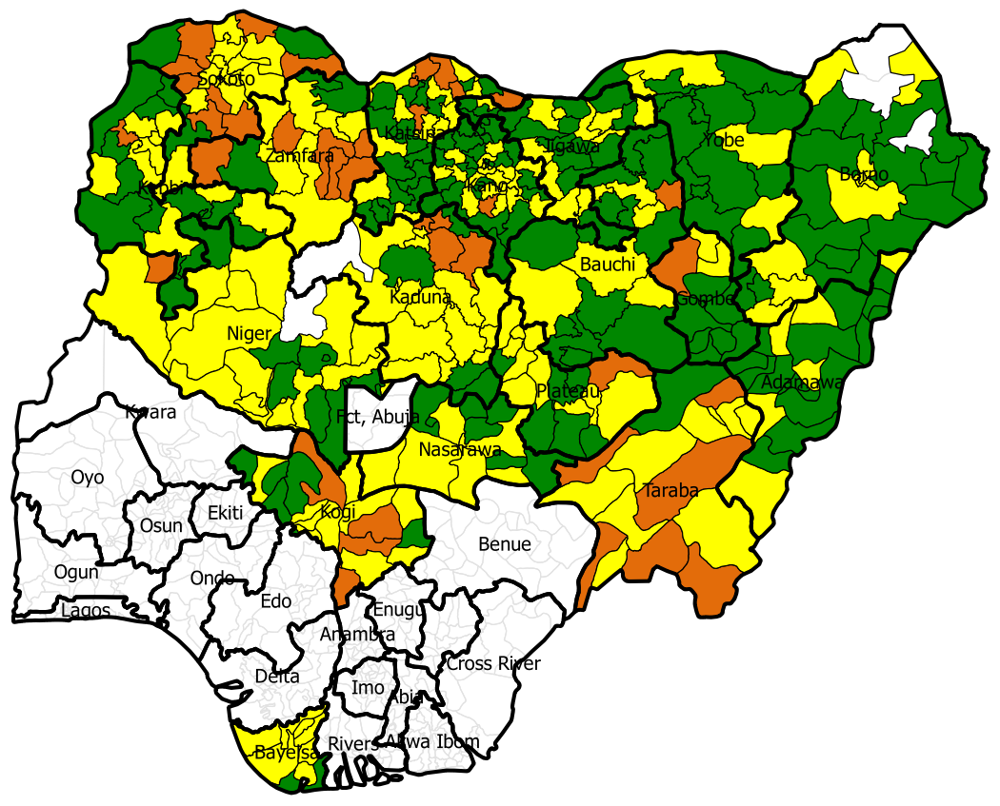 Sokoto
Katsina
Jigawa
Yobe
Zamfara
Borno
Kebbi
Kano
Bauchi
Kaduna
Gombe
Niger
Adamawa
Plateau
Kwara
Fct, Abuja
Nasarawa
Oyo
Taraba
Kogi
Ekiti
Osun
Benue
Ogun
Ondo
Edo
Lagos
Enugu
Anambra
Cross River
Delta
Imo
Abia
Rivers
Akwa Ibom
Bayelsa